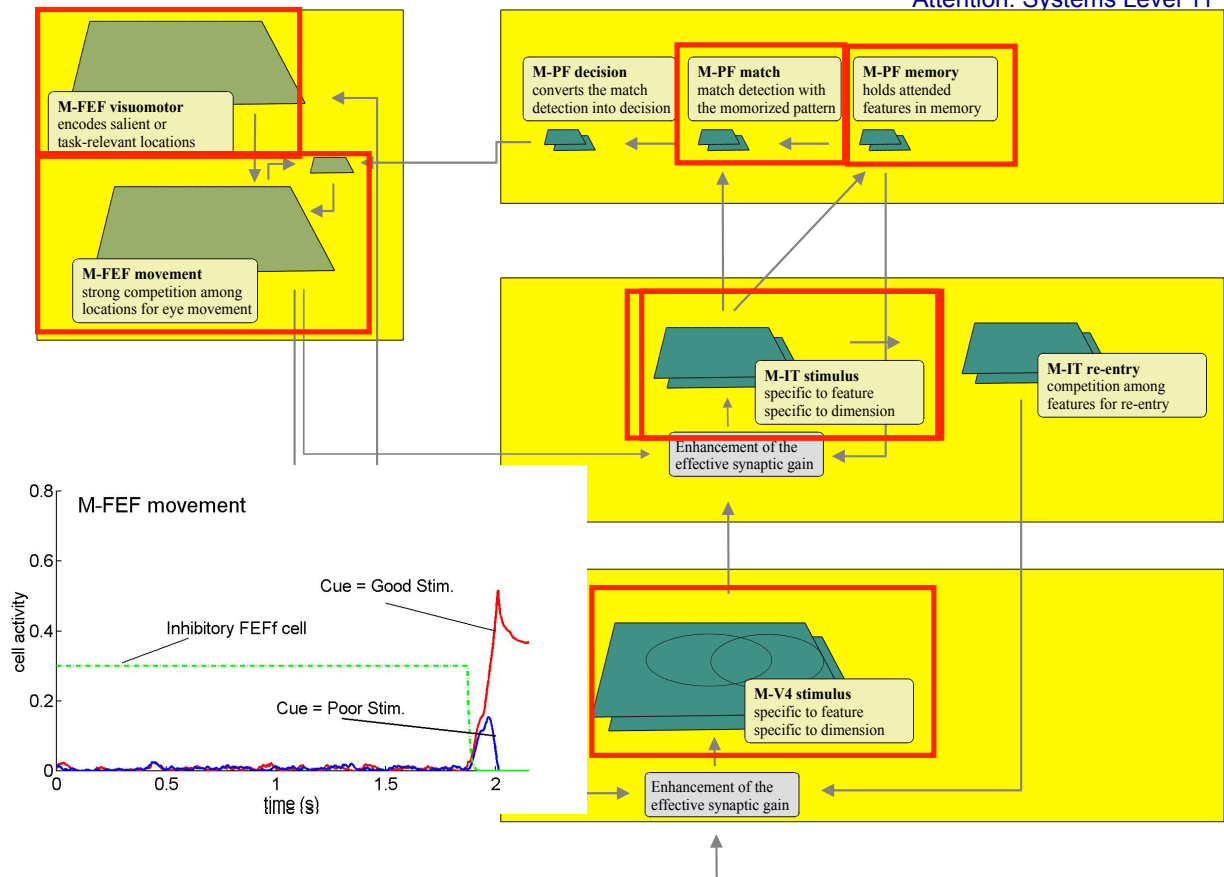 Attention: Systems Level 11
M-FEF visuomotor
encodes salient or
task-relevant locations
M-PF decision
converts the match
detection into decision
M-PF match
match detection with
the momorized pattern
M-PF memory
holds attended
features in memory
M-FEF movement
strong competition among
locations for eye movement
M-IT stimulus
specific to feature
specific to dimension
M-IT re-entry
competition among
features for re-entry
Enhancement of the
effective synaptic gain
M-FEF movement
0.8
0.6
0.4
0.2
0
cell activity
Cue = Good Stim.
Inhibitory FEFf cell
Cue = Poor Stim.
0
0.5
1
1.5
2
time (s)
M-V4 stimulus
specific to feature
specific to dimension
Enhancement of the
effective synaptic gain